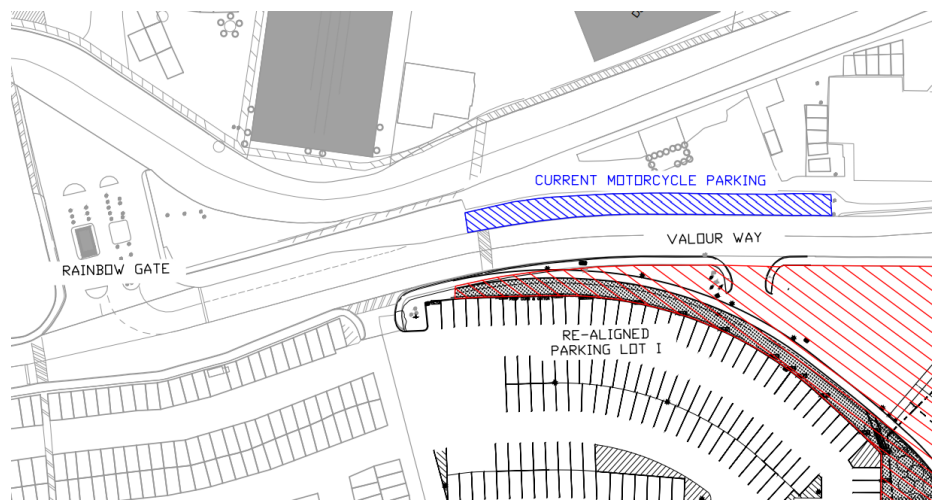 CURRENT MOTORCYCLE PARKING
VALOUR WAY
RAINBOW GATE
RE-ALIGNED
PARKING LOT I